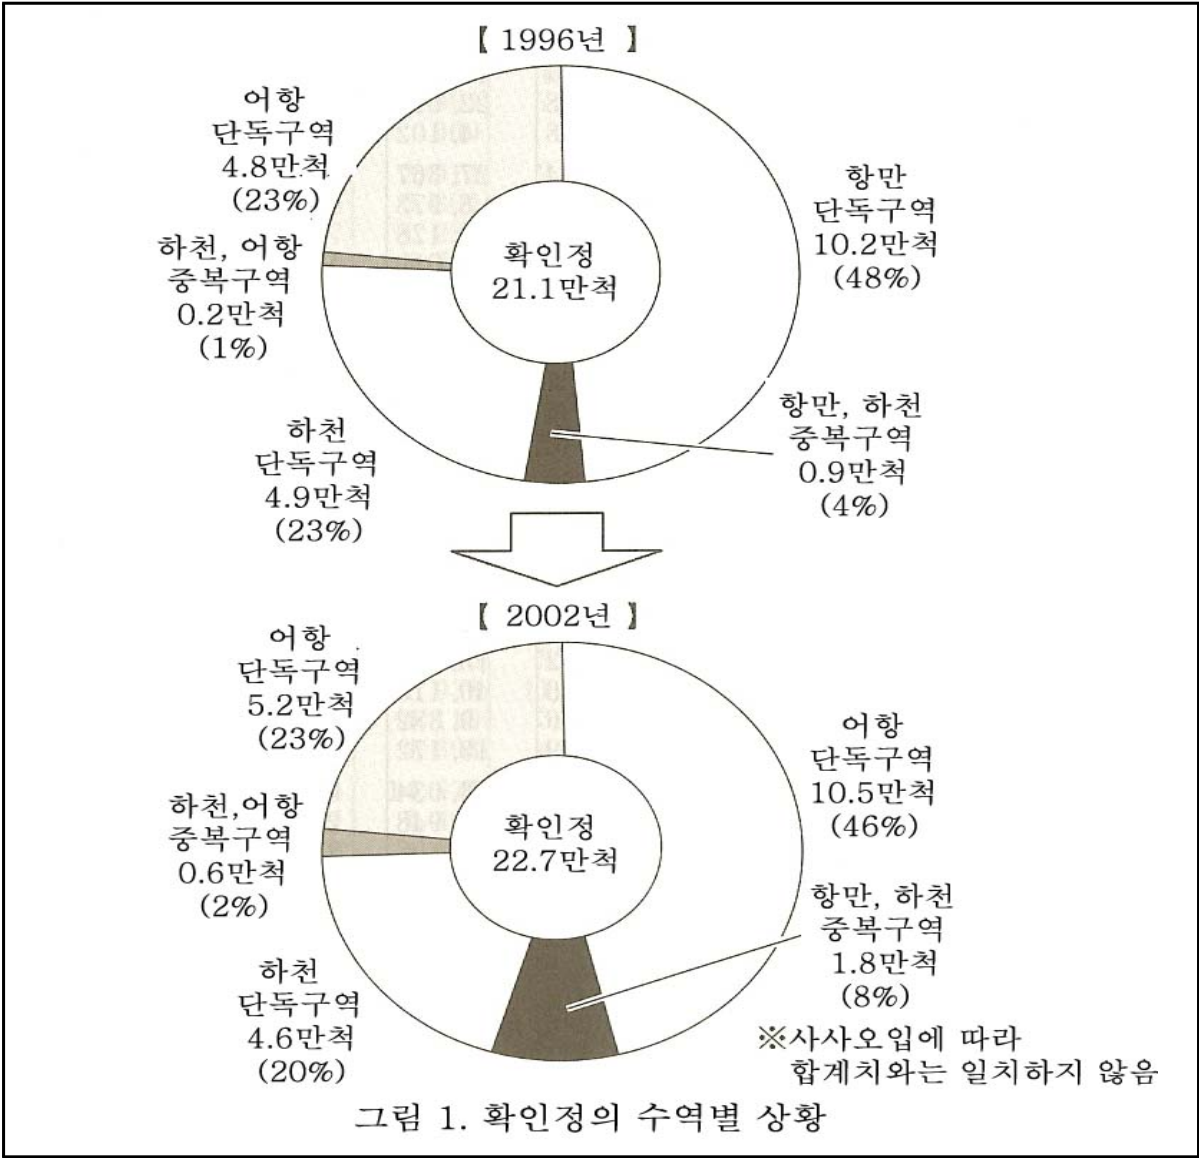 【 1996년 】
어항
단독구역
4.8만척
(23%)
하천, 어항
중복구역
0.2만척
(1%)
하천
단독구역
4.9만척
(23%)
확인정
21.1만척
항만
단독구역
10.2만척
(48%)
항만, 하천
중복구역
0.9만척
(4%)
【 2002년 】
어항
단독구역
5.2만척
(23%)
하천,어항
중복구역
0.6만척
(2%)
하천
단독구역
4.6만척
(20%)
확인정
22.7만척
어항
단독구역
10.5만척
(46%)
항만, 하천
중복구역
1.8만척
(8%)
※사사오입에 따라
합계치와는 일치하지 않음
그림 1. 확인정의 수역별 상황